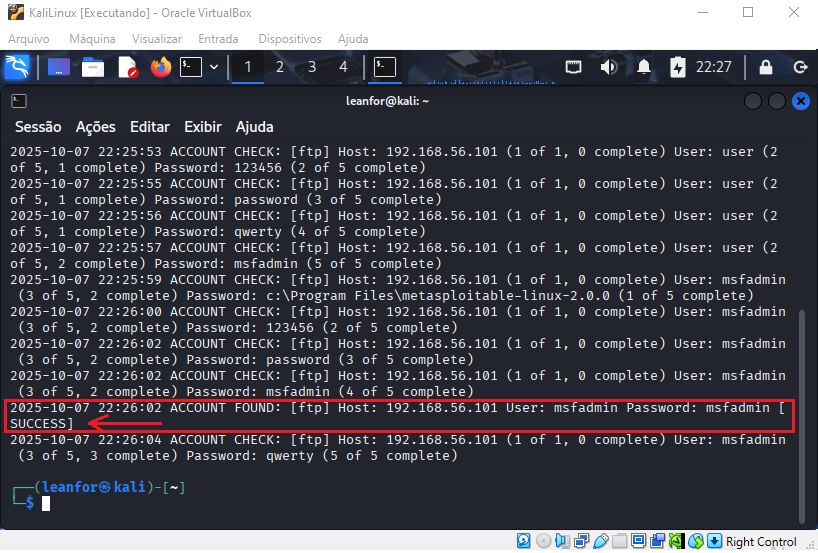 KaliLinux [Executando] - Oracle VirtualBox
Arquivo Máquina Visualizar Entrada Dispositivos Ajuda
1 2 3 4 22:27
leanfor@kali: ~
Sessão Ações Editar Exibir Ajuda
2025-10-07 22:25:53 ACCOUNT CHECK: [ftp] Host: 192.168.56.101 (1 of 1, 0 complete) User: user (2
of 5, 1 complete) Password: 123456 (2 of 5 complete)
2025-10-07 22:25:55 ACCOUNT CHECK: [ftp] Host: 192.168.56.101 (1 of 1, 0 complete) User: user (2
of 5, 1 complete) Password: password (3 of 5 complete)
2025-10-07 22:25:56 ACCOUNT CHECK: [ftp] Host: 192.168.56.101 (1 of 1, 0 complete) User: user (2
of 5, 1 complete) Password: qwerty (4 of 5 complete)
2025-10-07 22:25:57 ACCOUNT CHECK: [ftp] Host: 192.168.56.101 (1 of 1, 0 complete) User: user (2
of 5, 2 complete) Password: msfadmin (5 of 5 complete)
2025-10-07 22:25:59 ACCOUNT CHECK: [ftp] Host: 192.168.56.101 (1 of 1, 0 complete) User: msfadmin
(3 of 5, 2 complete) Password: c:\Program Files\metasploitable-linux-2.0.0 (1 of 5 complete)
2025-10-07 22:26:00 ACCOUNT CHECK: [ftp] Host: 192.168.56.101 (1 of 1, 0 complete) User: msfadmin
(3 of 5, 2 complete) Password: 123456 (2 of 5 complete)
2025-10-07 22:26:02 ACCOUNT CHECK: [ftp] Host: 192.168.56.101 (1 of 1, 0 complete) User: msfadmin
(3 of 5, 2 complete) Password: password (3 of 5 complete)
2025-10-07 22:26:02 ACCOUNT CHECK: [ftp] Host: 192.168.56.101 (1 of 1, 0 complete) User: msfadmin
(3 of 5, 2 complete) Password: msfadmin (4 of 5 complete)
2025-10-07 22:26:02 ACCOUNT FOUND: [ftp] Host: 192.168.56.101 User: msfadmin Password: msfadmin [
SUCCESS]
2025-10-07 22:26:04 ACCOUNT CHECK: [ftp] Host: 192.168.56.101 (1 of 1, 0 complete) User: msfadmin
(3 of 5, 3 complete) Password: qwerty (5 of 5 complete)
┌──(leanfor㉿kali)-[~]
└─$
Right Control